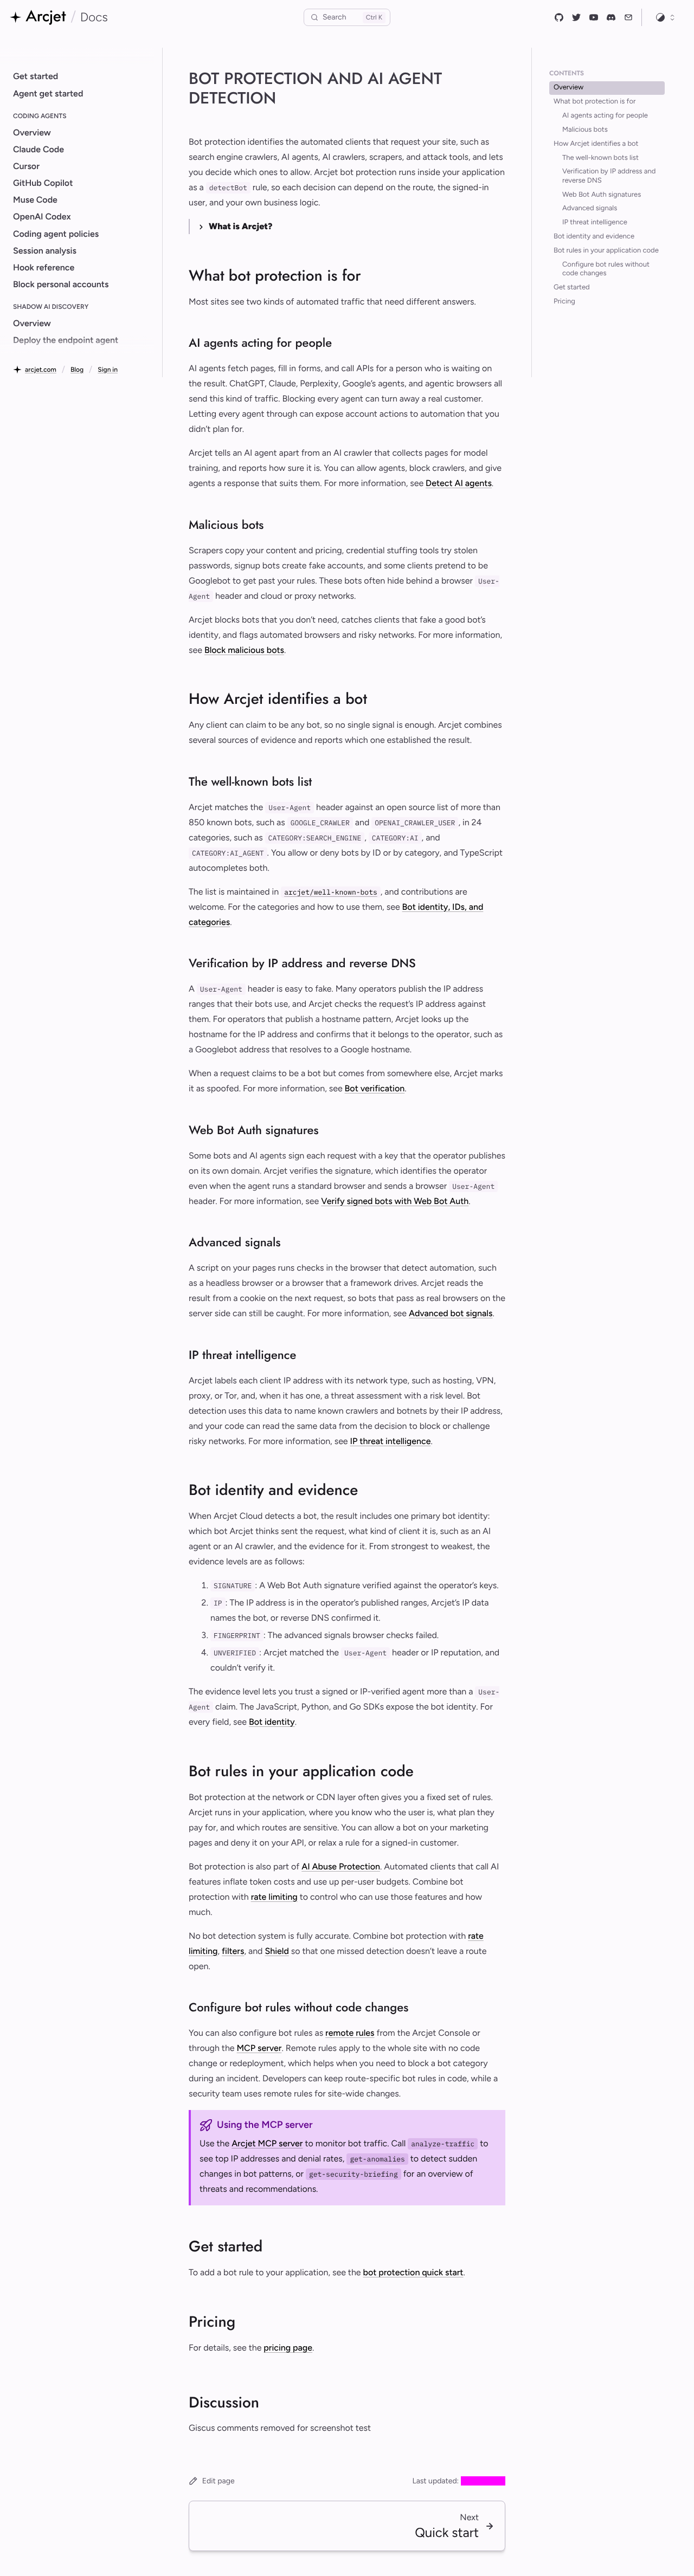 Arcjet / Docs
Search Ctrl K
Get started
Agent get started
CODING AGENTS
Overview
Claude Code
Cursor
GitHub Copilot
Muse Code
OpenAI Codex
Coding agent policies
Session analysis
Hook reference
Block personal accounts
SHADOW AI DISCOVERY
Overview
Deploy the endpoint agent
arcjet.com / Blog / Sign in
BOT PROTECTION AND AI AGENT
DETECTION
Bot protection identifies the automated clients that request your site, such as
search engine crawlers, AI agents, AI crawlers, scrapers, and attack tools, and lets
you decide which ones to allow. Arcjet bot protection runs inside your application
as a detectBot rule, so each decision can depend on the route, the signed-in
user, and your own business logic.
What is Arcjet?
What bot protection is for
Most sites see two kinds of automated traffic that need different answers.
AI agents acting for people
AI agents fetch pages, fill in forms, and call APIs for a person who is waiting on
the result. ChatGPT, Claude, Perplexity, Google's agents, and agentic browsers all
send this kind of traffic. Blocking every agent can turn away a real customer.
Letting every agent through can expose account actions to automation that you
didn't plan for.
Arcjet tells an AI agent apart from an AI crawler that collects pages for model
training, and reports how sure it is. You can allow agents, block crawlers, and give
agents a response that suits them. For more information, see Detect AI agents.
Malicious bots
Scrapers copy your content and pricing, credential stuffing tools try stolen
passwords, signup bots create fake accounts, and some clients pretend to be
Googlebot to get past your rules. These bots often hide behind a browser User-
Agent header and cloud or proxy networks.
Arcjet blocks bots that you don't need, catches clients that fake a good bot's
identity, and flags automated browsers and risky networks. For more information,
see Block malicious bots.
How Arcjet identifies a bot
Any client can claim to be any bot, so no single signal is enough. Arcjet combines
several sources of evidence and reports which one established the result.
The well-known bots list
Arcjet matches the User-Agent header against an open source list of more than
850 known bots, such as GOOGLE_CRAWLER and OPENAI_CRAWLER_USER, in 24
categories, such as CATEGORY:SEARCH_ENGINE, CATEGORY:AI, and
CATEGORY:AI_AGENT. You allow or deny bots by ID or by category, and TypeScript
autocompletes both.
The list is maintained in arcjet/well-known-bots, and contributions are
welcome. For the categories and how to use them, see Bot identity, IDs, and
categories.
Verification by IP address and reverse DNS
A User-Agent header is easy to fake. Many operators publish the IP address
ranges that their bots use, and Arcjet checks the request's IP address against
them. For operators that publish a hostname pattern, Arcjet looks up the
hostname for the IP address and confirms that it belongs to the operator, such as
a Googlebot address that resolves to a Google hostname.
When a request claims to be a bot but comes from somewhere else, Arcjet marks
it as spoofed. For more information, see Bot verification.
Web Bot Auth signatures
Some bots and AI agents sign each request with a key that the operator publishes
on its own domain. Arcjet verifies the signature, which identifies the operator
even when the agent runs a standard browser and sends a browser User-Agent
header. For more information, see Verify signed bots with Web Bot Auth.
Advanced signals
A script on your pages runs checks in the browser that detect automation, such
as a headless browser or a browser that a framework drives. Arcjet reads the
result from a cookie on the next request, so bots that pass as real browsers on the
server side can still be caught. For more information, see Advanced bot signals.
IP threat intelligence
Arcjet labels each client IP address with its network type, such as hosting, VPN,
proxy, or Tor, and, when it has one, a threat assessment with a risk level. Bot
detection uses this data to name known crawlers and botnets by their IP address,
and your code can read the same data from the decision to block or challenge
risky networks. For more information, see IP threat intelligence.
Bot identity and evidence
When Arcjet Cloud detects a bot, the result includes one primary bot identity:
which bot Arcjet thinks sent the request, what kind of client it is, such as an AI
agent or an AI crawler, and the evidence for it. From strongest to weakest, the
evidence levels are as follows:
1. SIGNATURE: A Web Bot Auth signature verified against the operator's keys.
2. IP: The IP address is in the operator's published ranges, Arcjet's IP data
names the bot, or reverse DNS confirmed it.
3. FINGERPRINT: The advanced signals browser checks failed.
4. UNVERIFIED: Arcjet matched the User-Agent header or IP reputation, and
couldn't verify it.
The evidence level lets you trust a signed or IP-verified agent more than a User-
Agent claim. The JavaScript, Python, and Go SDKs expose the bot identity. For
every field, see Bot identity.
Bot rules in your application code
Bot protection at the network or CDN layer often gives you a fixed set of rules.
Arcjet runs in your application, where you know who the user is, what plan they
pay for, and which routes are sensitive. You can allow a bot on your marketing
pages and deny it on your API, or relax a rule for a signed-in customer.
Bot protection is also part of AI Abuse Protection. Automated clients that call AI
features inflate token costs and use up per-user budgets. Combine bot
protection with rate limiting to control who can use those features and how
much.
No bot detection system is fully accurate. Combine bot protection with rate
limiting, filters, and Shield so that one missed detection doesn't leave a route
open.
Configure bot rules without code changes
You can also configure bot rules as remote rules from the Arcjet Console or
through the MCP server. Remote rules apply to the whole site with no code
change or redeployment, which helps when you need to block a bot category
during an incident. Developers can keep route-specific bot rules in code, while a
security team uses remote rules for site-wide changes.
Using the MCP server
Use the Arcjet MCP server to monitor bot traffic. Call analyze-traffic to
see top IP addresses and denial rates, get-anomalies to detect sudden
changes in bot patterns, or get-security-briefing for an overview of
threats and recommendations.
Get started
To add a bot rule to your application, see the bot protection quick start.
Pricing
For details, see the pricing page.
Discussion
Giscus comments removed for screenshot test
Edit page
Last updated:
Next
Quick start
CONTENTS
Overview
What bot protection is for
AI agents acting for people
Malicious bots
How Arcjet identifies a bot
The well-known bots list
Verification by IP address and
reverse DNS
Web Bot Auth signatures
Advanced signals
IP threat intelligence
Bot identity and evidence
Bot rules in your application code
Configure bot rules without
code changes
Get started
Pricing